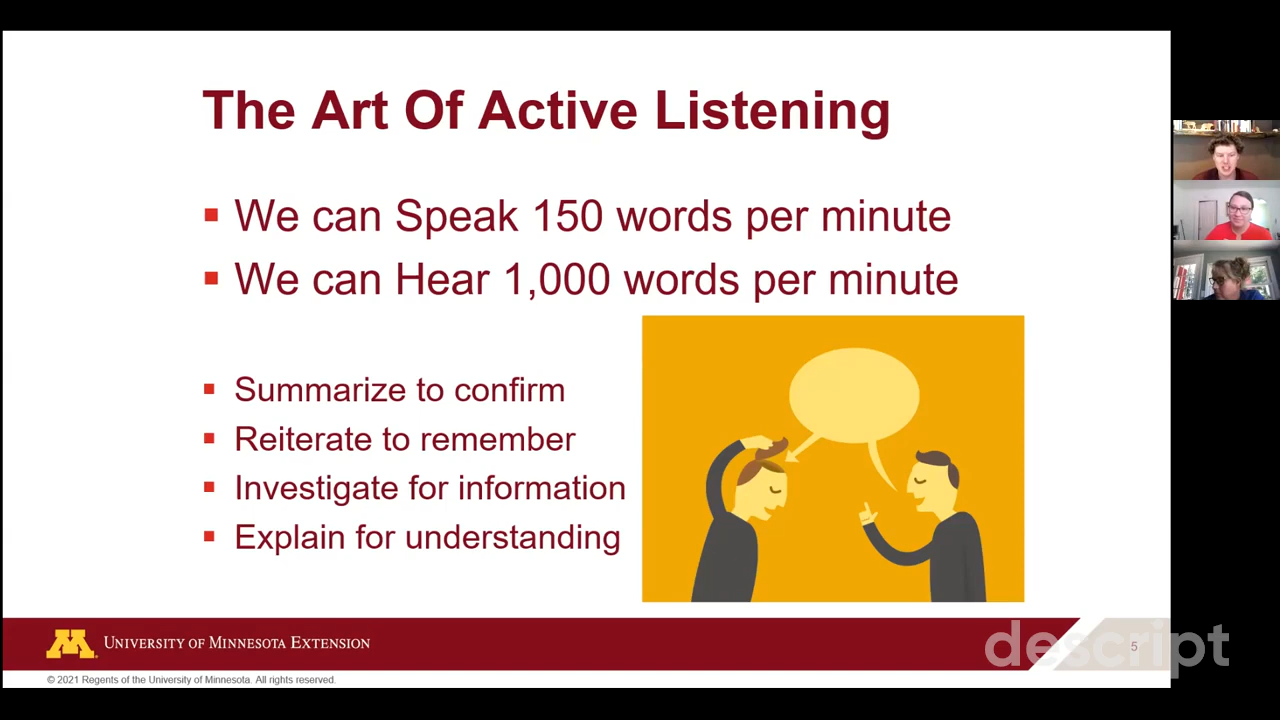 The Art Of Active Listening
We can Speak 150 words per minute
We can Hear 1,000 words per minute
Summarize to confirm
Reiterate to remember
Investigate for information
Explain for understanding
UNIVERSITY OF MINNESOTA EXTENSION
descript
5
© 2021 Regents of the University of Minnesota. All rights reserved.